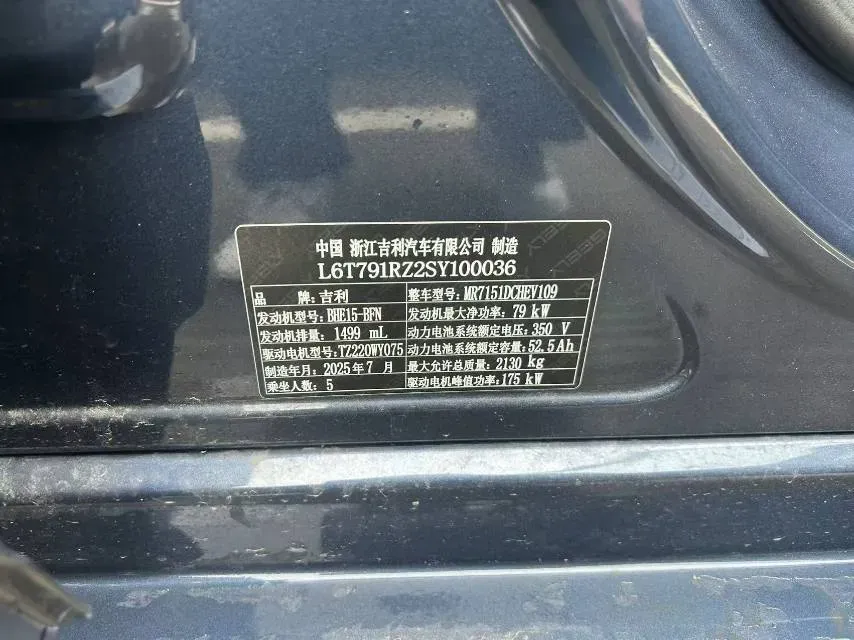 中国 浙江吉利汽车有限公司 制造
L6T791RZ2SY100036
品 牌:吉利 整车型号:MR7151DCHEV109
发动机型号:BHE15-BFN 发动机最大净功率:79 kW
发动机排量:1499 mL 动力电池系统额定电压:350 V
驱动电机型号:TZ220WY075 动力电池系统额定容量:52.5Ah
制造年月:2025年7月 最大允许总质量:2130 kg
乘坐人数:5 驱动电机峰值功率:175 kW